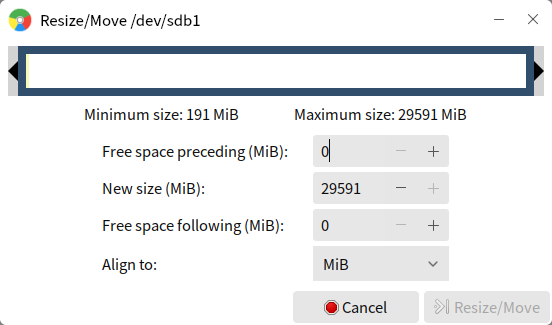 Resize/Move /dev/sdb1
Minimum size: 191 MiB Maximum size: 29591 MiB
Free space preceding (MiB): 0
New size (MiB): 29591
Free space following (MiB): 0
Align to: MiB
Cancel Resize/Move